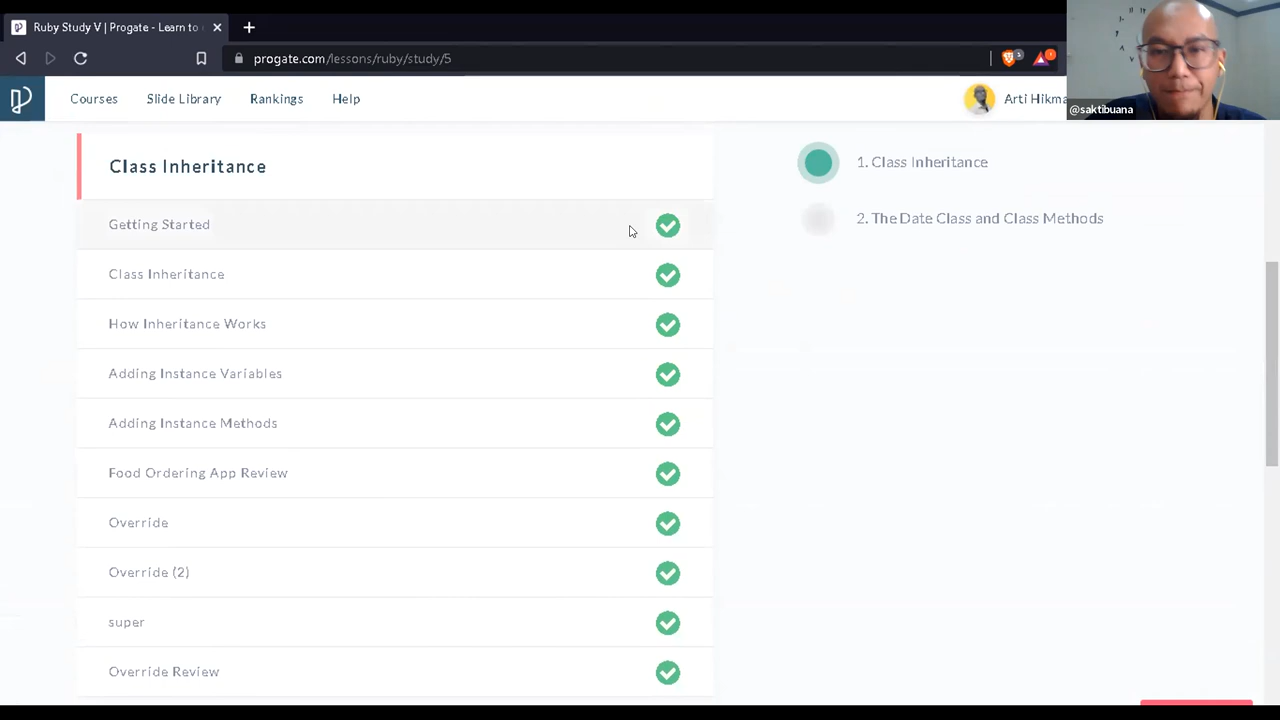 Ruby Study V | Progate - Learn to
progate.com/lessons/ruby/study/5
Courses
Slide Library
Rankings
Help
Arti Hikma
@saktibuana
Class Inheritance
Getting Started
Class Inheritance
How Inheritance Works
Adding Instance Variables
Adding Instance Methods
Food Ordering App Review
Override
Override (2)
super
Override Review
1. Class Inheritance
2. The Date Class and Class Methods